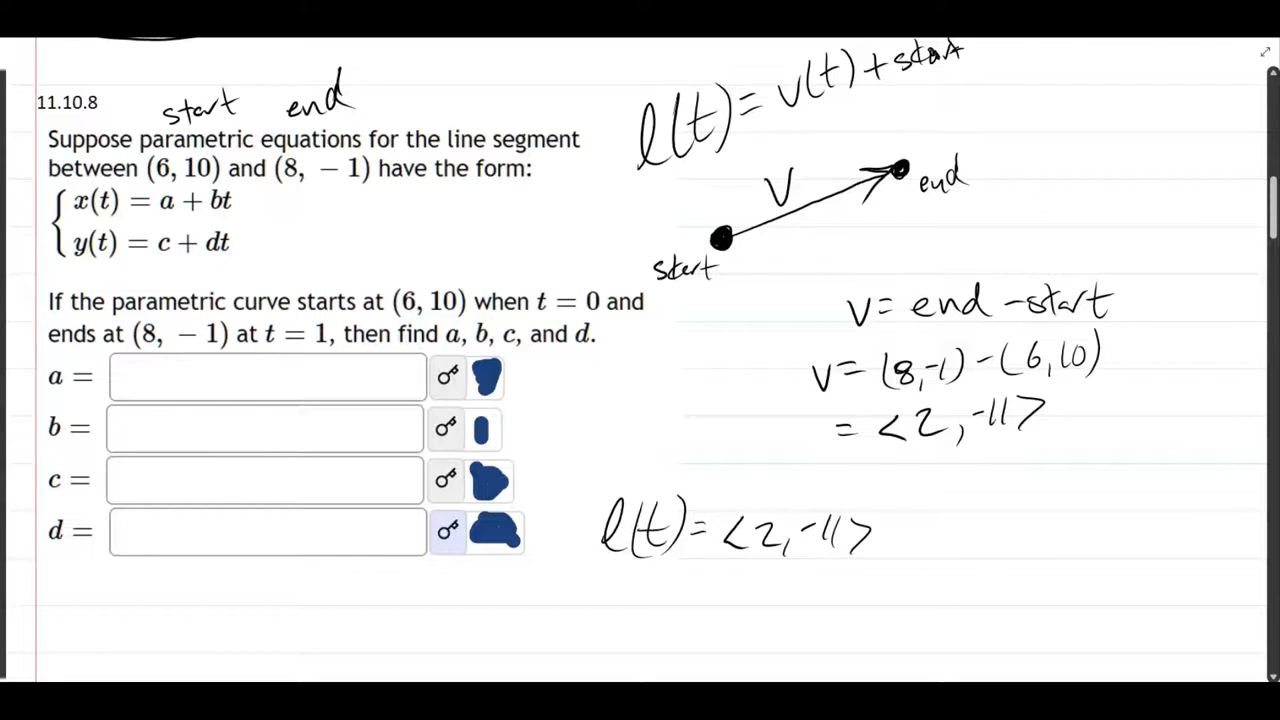 11.10.8
start end
Suppose parametric equations for the line segment
between (6, 10) and (8, − 1) have the form:
x(t) = a + bt
y(t) = c + dt
If the parametric curve starts at (6, 10) when t = 0 and
ends at (8, − 1) at t = 1, then find a, b, c, and d.
a =
b =
c =
d =
l(t) = v(t) + start
V
end
start
v = end - start
v = (8,-1) - (6,10)
= <2, -11>
l(t) = <2, -11>